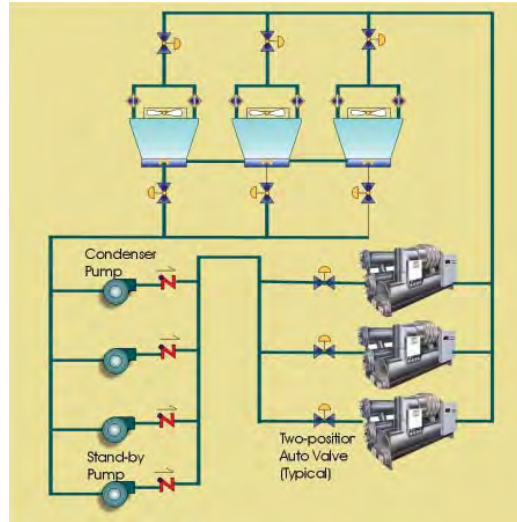 Condenser
Pump
Stand-by
Pump
Two-position
Auto Valve
(Typical)